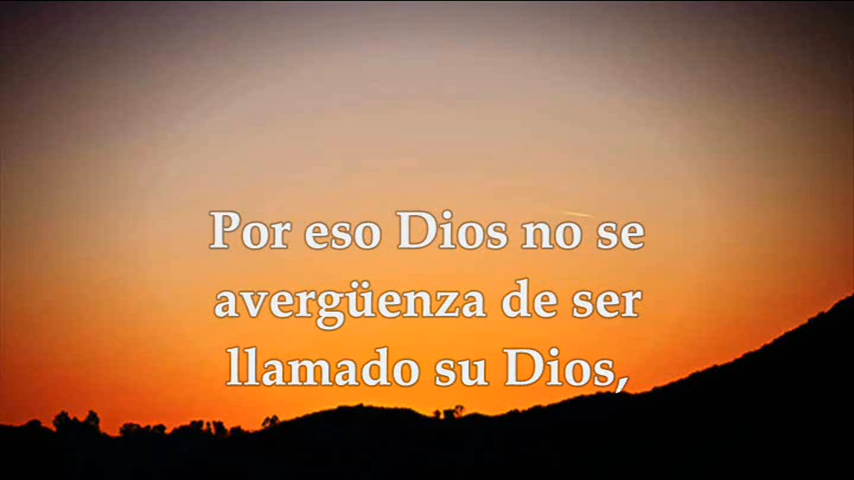 Por eso Dios no se
avergüenza de ser
llamado su Dios,